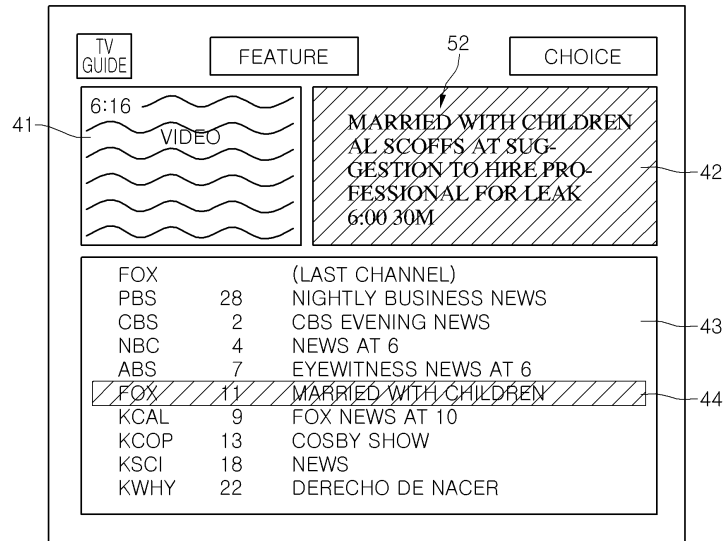 TV
GUIDE
FEATURE
CHOICE
52
6:16
VIDEO
41
MARRIED WITH CHILDREN
AL SCOFFS AT SUG-
GESTION TO HIRE PRO-
FESSIONAL FOR LEAK
6:00 30M
42
FOX (LAST CHANNEL)
PBS 28 NIGHTLY BUSINESS NEWS
CBS 2 CBS EVENING NEWS
43
NBC 4 NEWS AT 6
ABS 7 EYEWITNESS NEWS AT 6
FOX 11 MARRIED WITH CHILDREN
44
KCAL 9 FOX NEWS AT 10
KCOP 13 COSBY SHOW
KSCI 18 NEWS
KWHY 22 DERECHO DE NACER